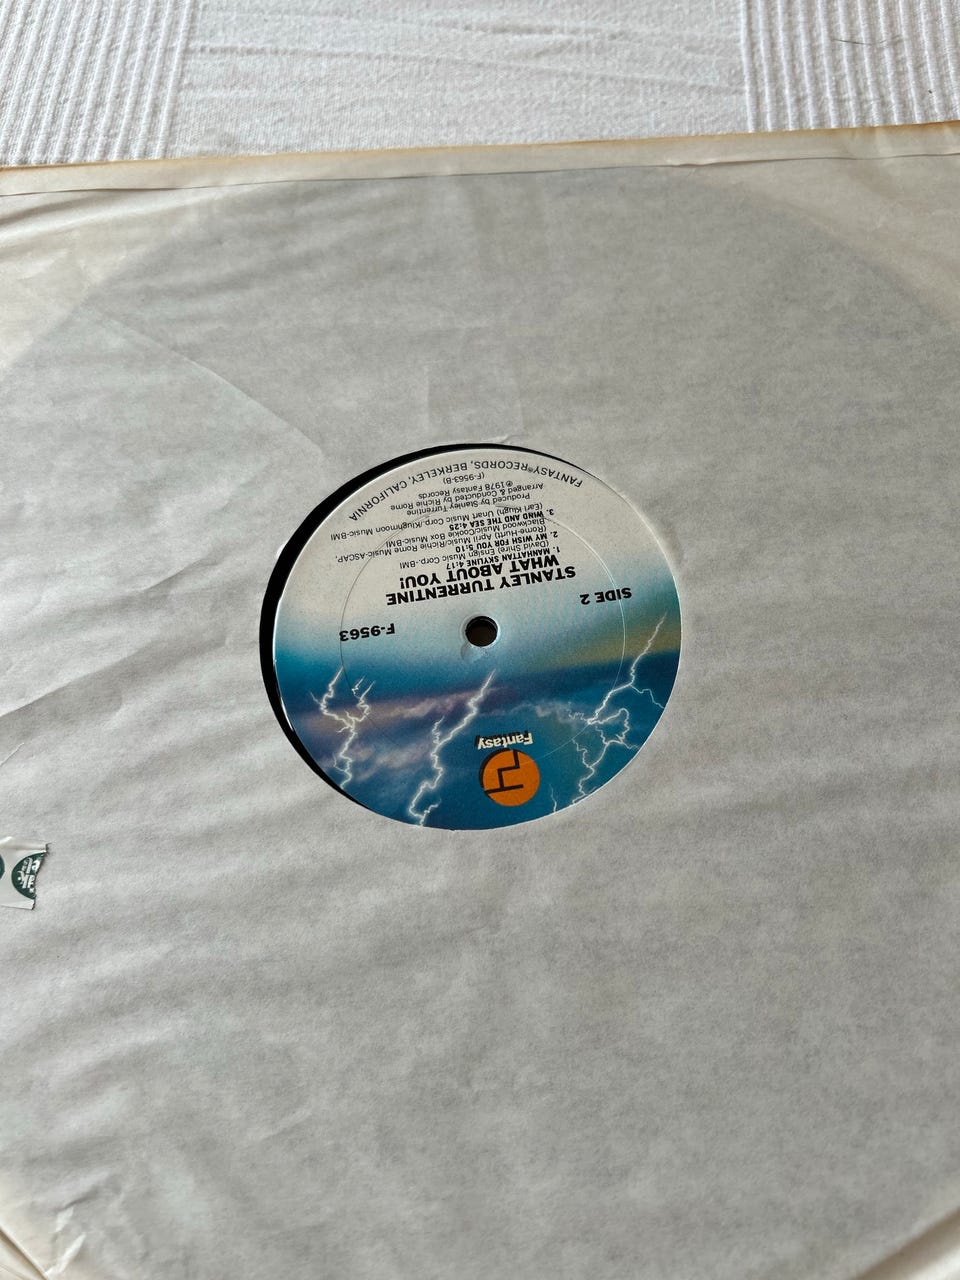 Fantasy
SIDE 2
F-9563
STANLEY TURRENTINE
WHAT ABOUT YOU!
1. MANHATTAN SKYLINE 4:17
(David Shire) Ensign Music Corp.-BMI
2. MY WISH FOR YOU 5:10
(Rome-Hurtt) April Music/Richie Rome Music-ASCAP,
Blackwood Music/Cookie Box Music-BMI
3. WIND AND THE SEA 4:25
(Earl Klugh) Unart Music Corp./Klughmoon Music-BMI
Produced by Stanley Turrentine
Arranged & Conducted by Richie Rome
℗ 1978 Fantasy Records
(F-9563-B)
FANTASY® RECORDS, BERKELEY, CALIFORNIA